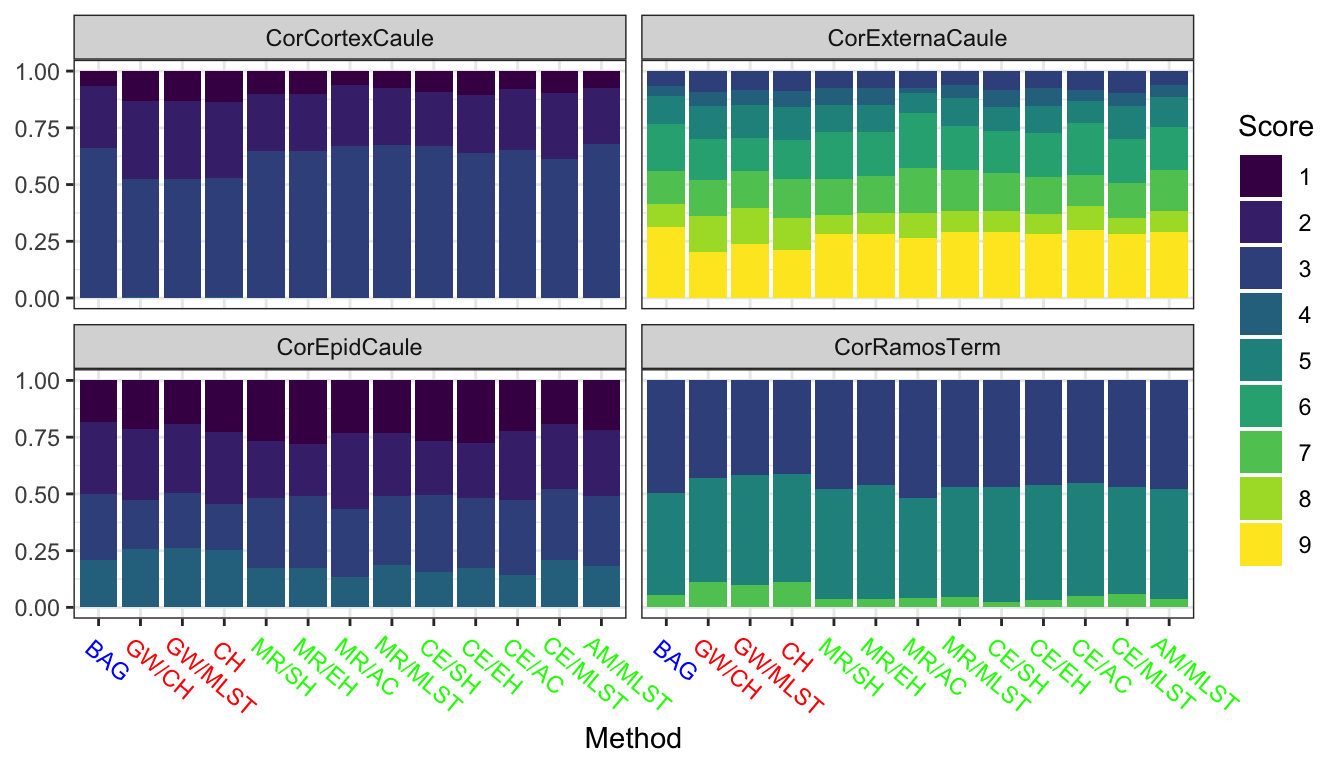 CorCortexCaule
CorExternaCaule
1.00
0.75
0.50
0.25
0.00
CorEpidCaule
CorRamosTerm
1.00
0.75
0.50
0.25
0.00
BAG
GW/CH
GW/MLST
CH
MR/SH
MR/EH
MR/AC
MR/MLST
CE/SH
CE/EH
CE/AC
CE/MLST
AM/MLST
BAG
GW/CH
GW/MLST
CH
MR/SH
MR/EH
MR/AC
MR/MLST
CE/SH
CE/EH
CE/AC
CE/MLST
AM/MLST
Method
Score
1
2
3
4
5
6
7
8
9